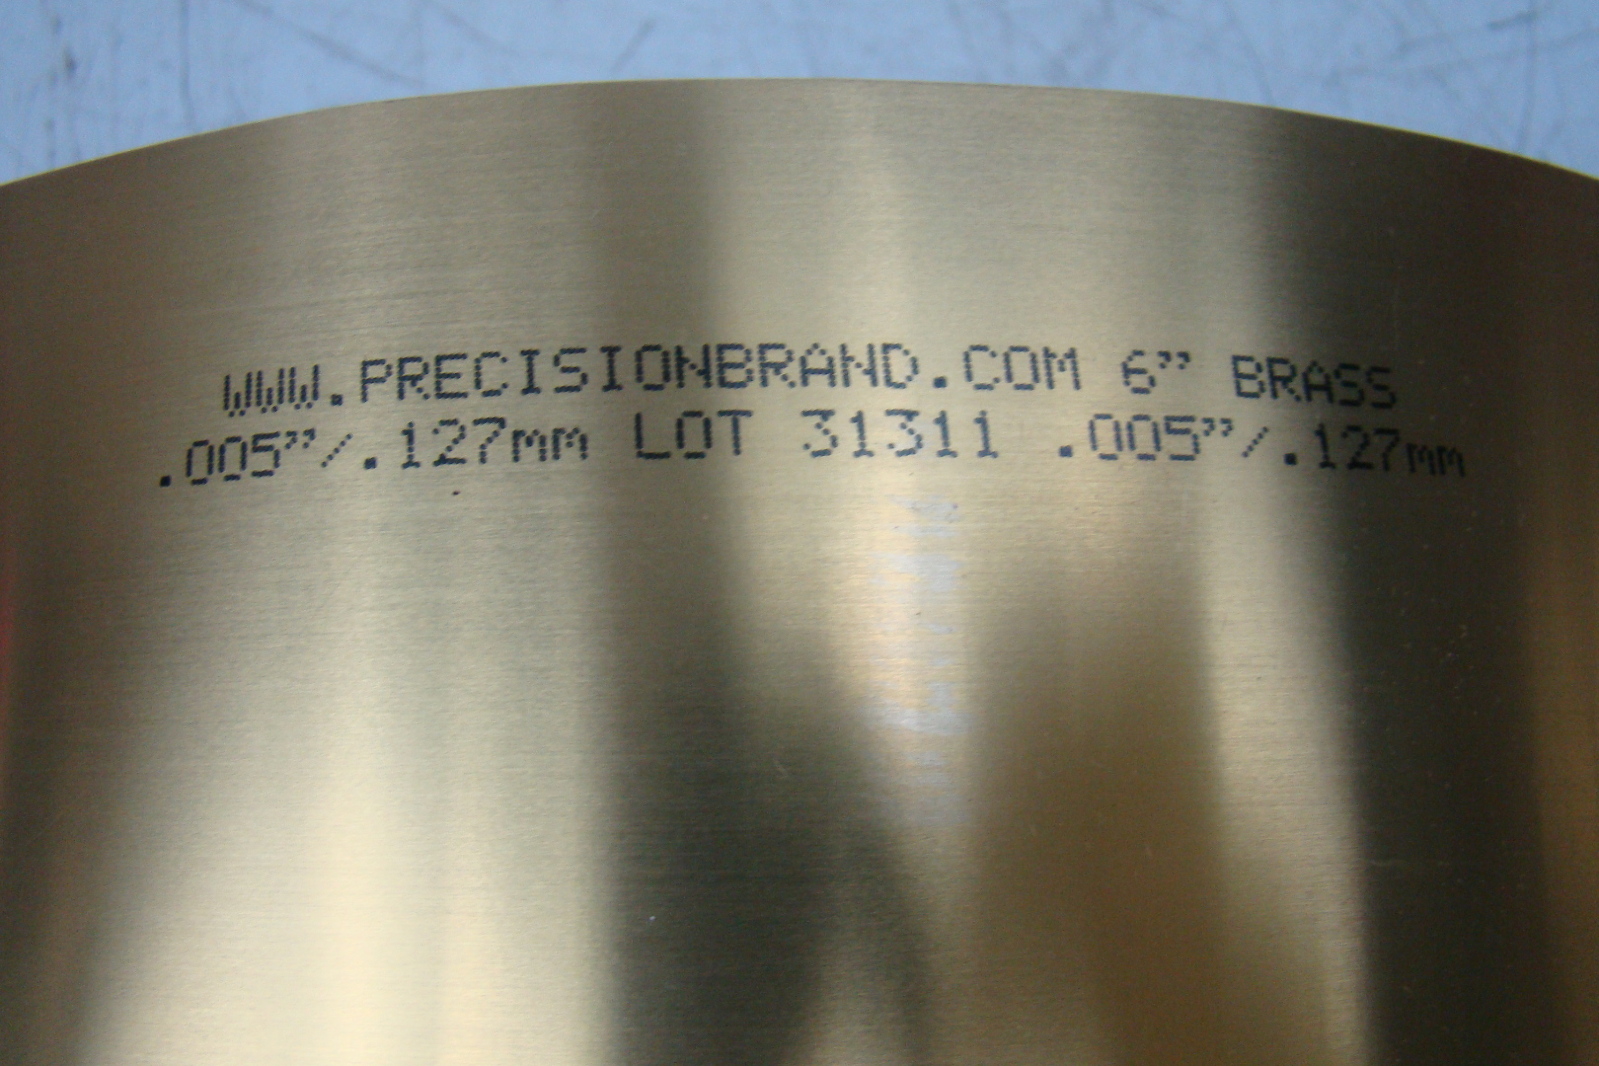 WWW.PRECISIONBRAND.COM 6” BRASS
.005”/.127mm LOT 31311 .005”/.127mm